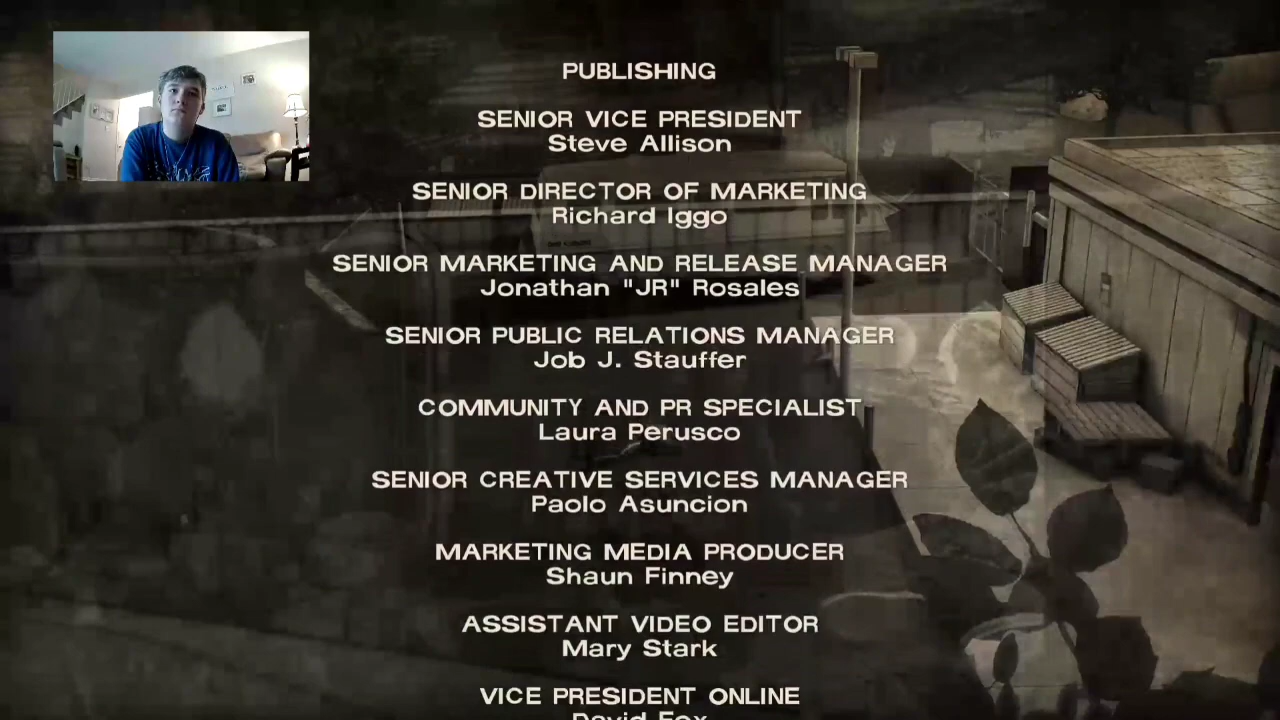 PUBLISHING
SENIOR VICE PRESIDENT
Steve Allison
SENIOR DIRECTOR OF MARKETING
Richard Iggo
SENIOR MARKETING AND RELEASE MANAGER
Jonathan "JR" Rosales
SENIOR PUBLIC RELATIONS MANAGER
Job J. Stauffer
COMMUNITY AND PR SPECIALIST
Laura Perusco
SENIOR CREATIVE SERVICES MANAGER
Paolo Asuncion
MARKETING MEDIA PRODUCER
Shaun Finney
ASSISTANT VIDEO EDITOR
Mary Stark
VICE PRESIDENT ONLINE
David Fox